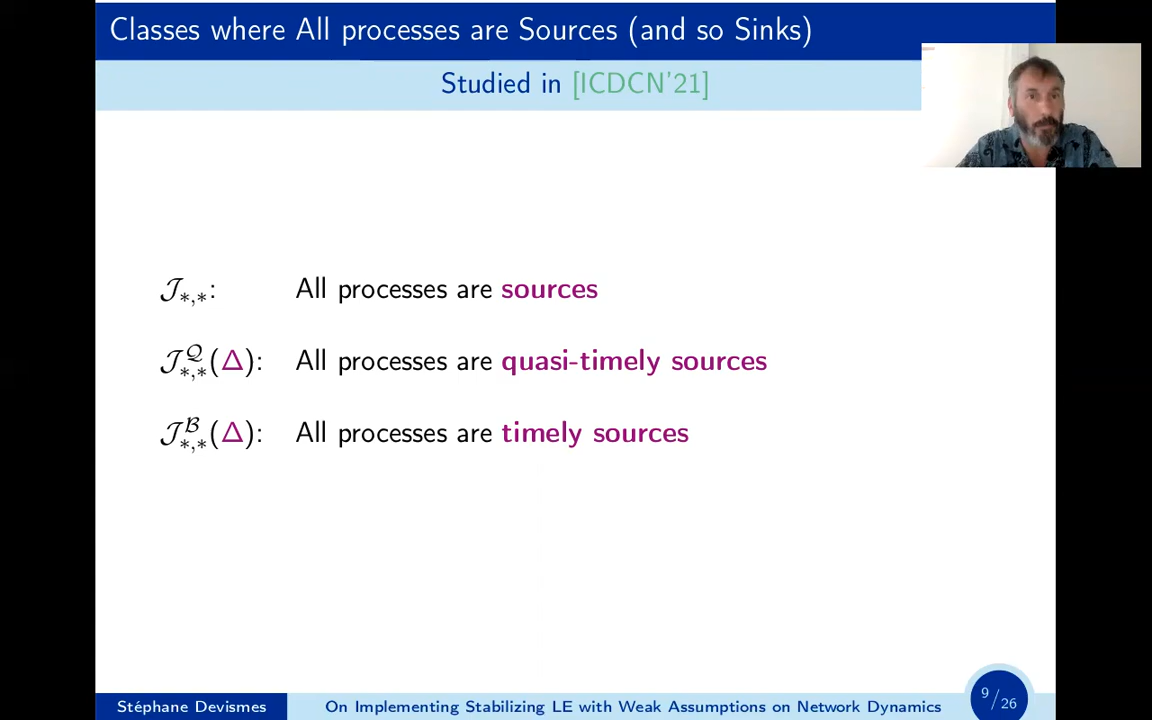 Classes where All processes are Sources (and so Sinks)
Studied in [ICDCN'21]
𝒥∗,∗: All processes are sources
𝒥^𝒬∗,∗(Δ): All processes are quasi-timely sources
𝒥^ℬ∗,∗(Δ): All processes are timely sources
Stéphane Devismes
On Implementing Stabilizing LE with Weak Assumptions on Network Dynamics
9/26